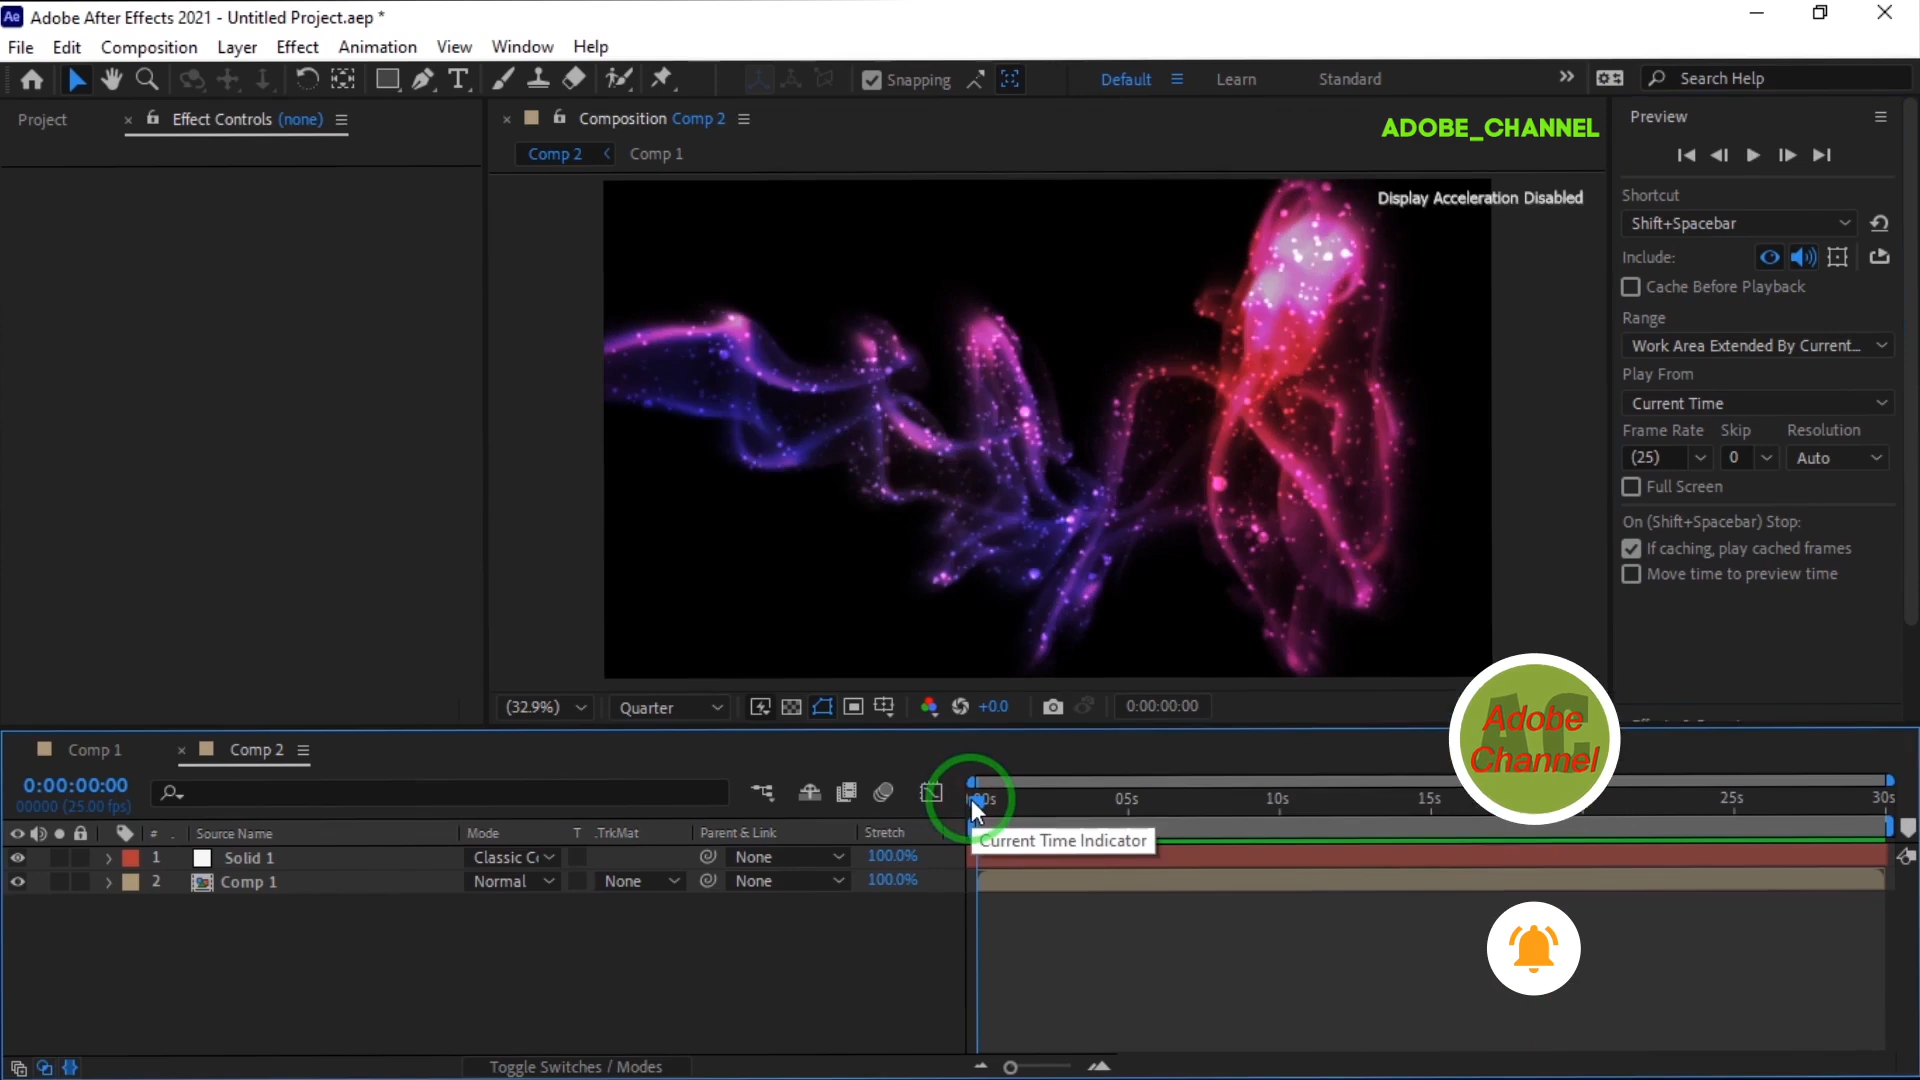 Ae Adobe After Effects 2021 - Untitled Project.aep *
File Edit Composition Layer Effect Animation View Window Help
T Snapping Default Learn Standard Search Help
Project × Effect Controls (none)
× Composition Comp 2
ADOBE_CHANNEL
Comp 2 < Comp 1
Display Acceleration Disabled
Preview
Shortcut
Shift+Spacebar
Include:
Cache Before Playback
Range
Work Area Extended By Current...
Play From
Current Time
Frame Rate Skip Resolution
(25) 0 Auto
Full Screen
On (Shift+Spacebar) Stop:
If caching, play cached frames
Move time to preview time
(32.9%) Quarter +0.0 0:00:00:00
AC
Adobe
Channel
Comp 1 × Comp 2
0:00:00:00
00000 (25.00 fps)
00s 05s 10s 15s 25s 30s
# . Source Name Mode T .TrkMat Parent & Link Stretch
Current Time Indicator
1 Solid 1 Classic Cc None 100.0%
2 Comp 1 Normal None None 100.0%
Toggle Switches / Modes